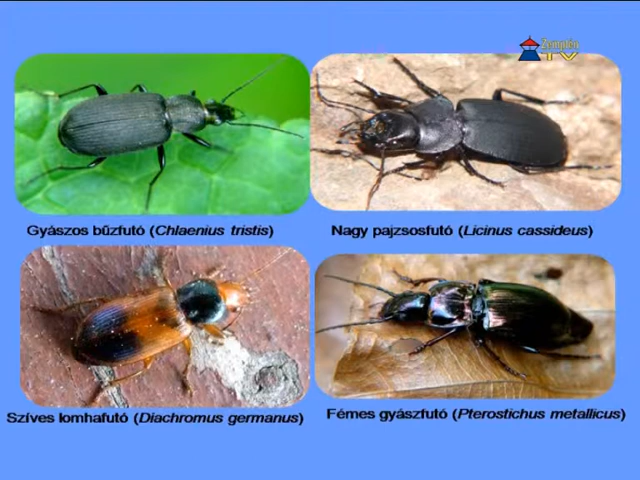 Zemplén
TV
Gyászos bűzfutó (Chlaenius tristis)
Nagy pajzsosfutó (Licinus cassideus)
Szíves lomhafutó (Diachromus germanus)
Fémes gyászfutó (Pterostichus metallicus)